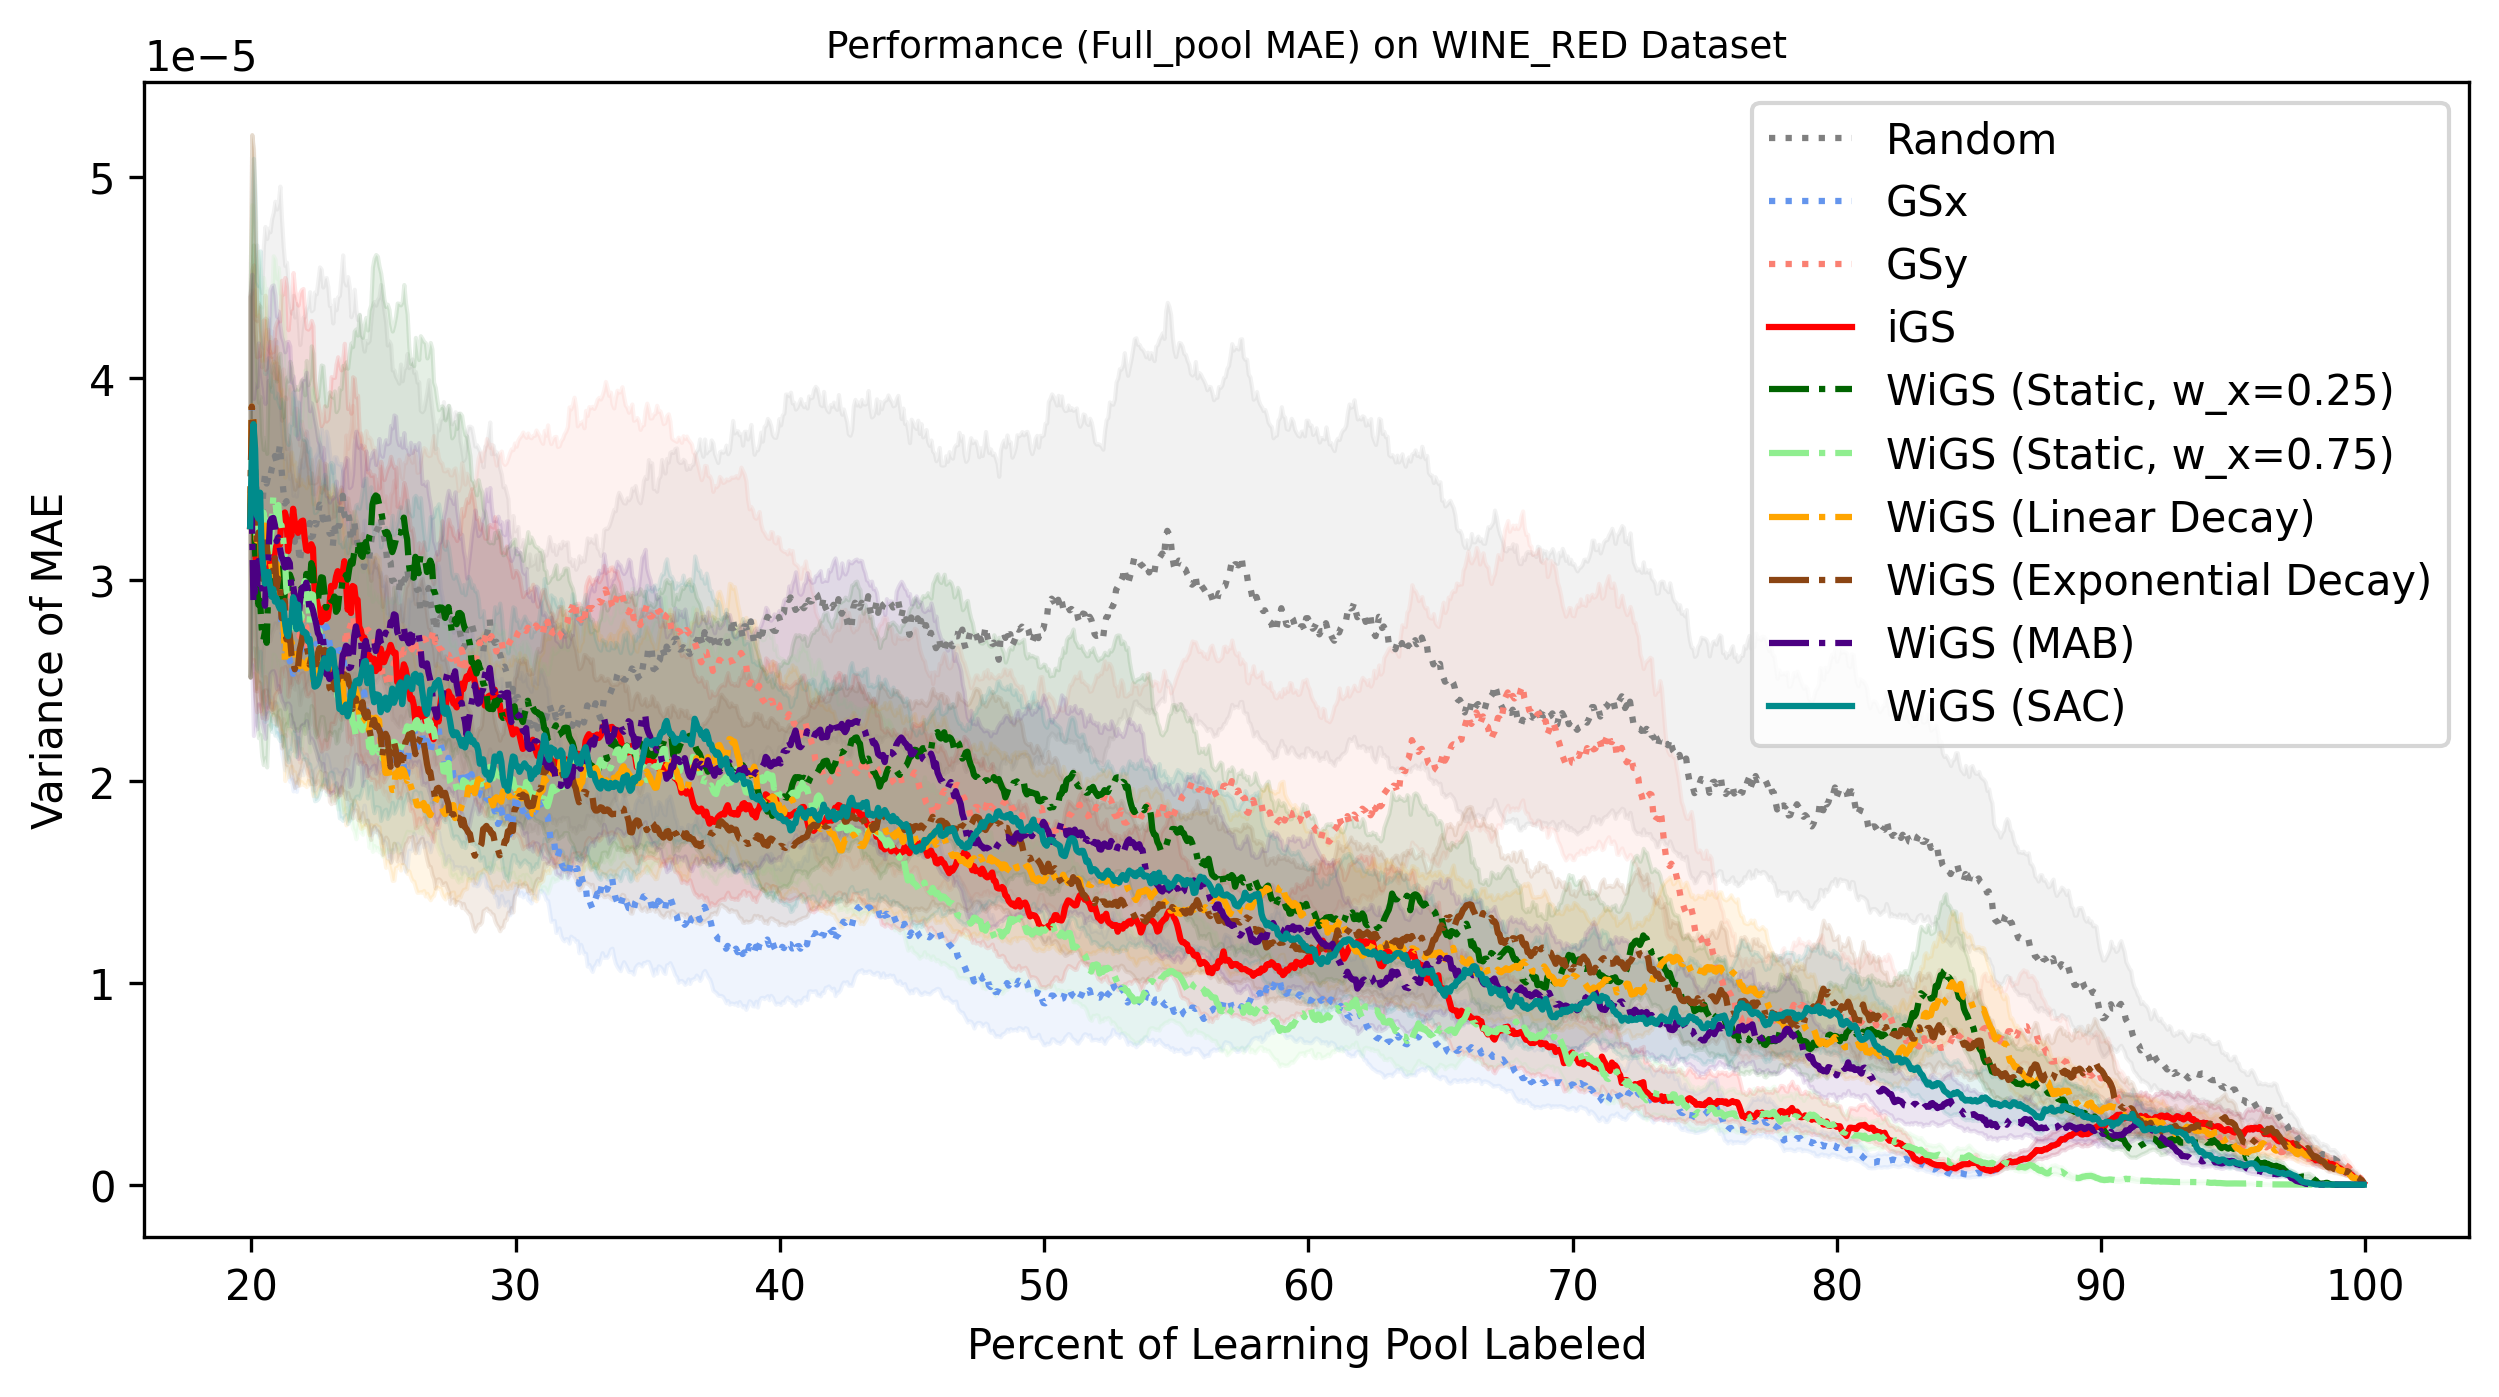 Performance (Full_pool MAE) on WINE_RED Dataset
1e−5
Variance of MAE
5
4
3
2
1
0
20 30 40 50 60 70 80 90 100
Percent of Learning Pool Labeled
Random
GSx
GSy
iGS
WiGS (Static, w_x=0.25)
WiGS (Static, w_x=0.75)
WiGS (Linear Decay)
WiGS (Exponential Decay)
WiGS (MAB)
WiGS (SAC)